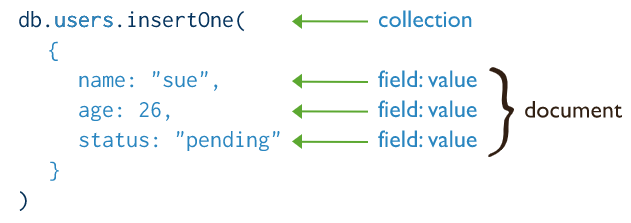 db.users.insertOne( collection
{
name: "sue", field: value
age: 26, field: value document
status: "pending" field: value
}
)